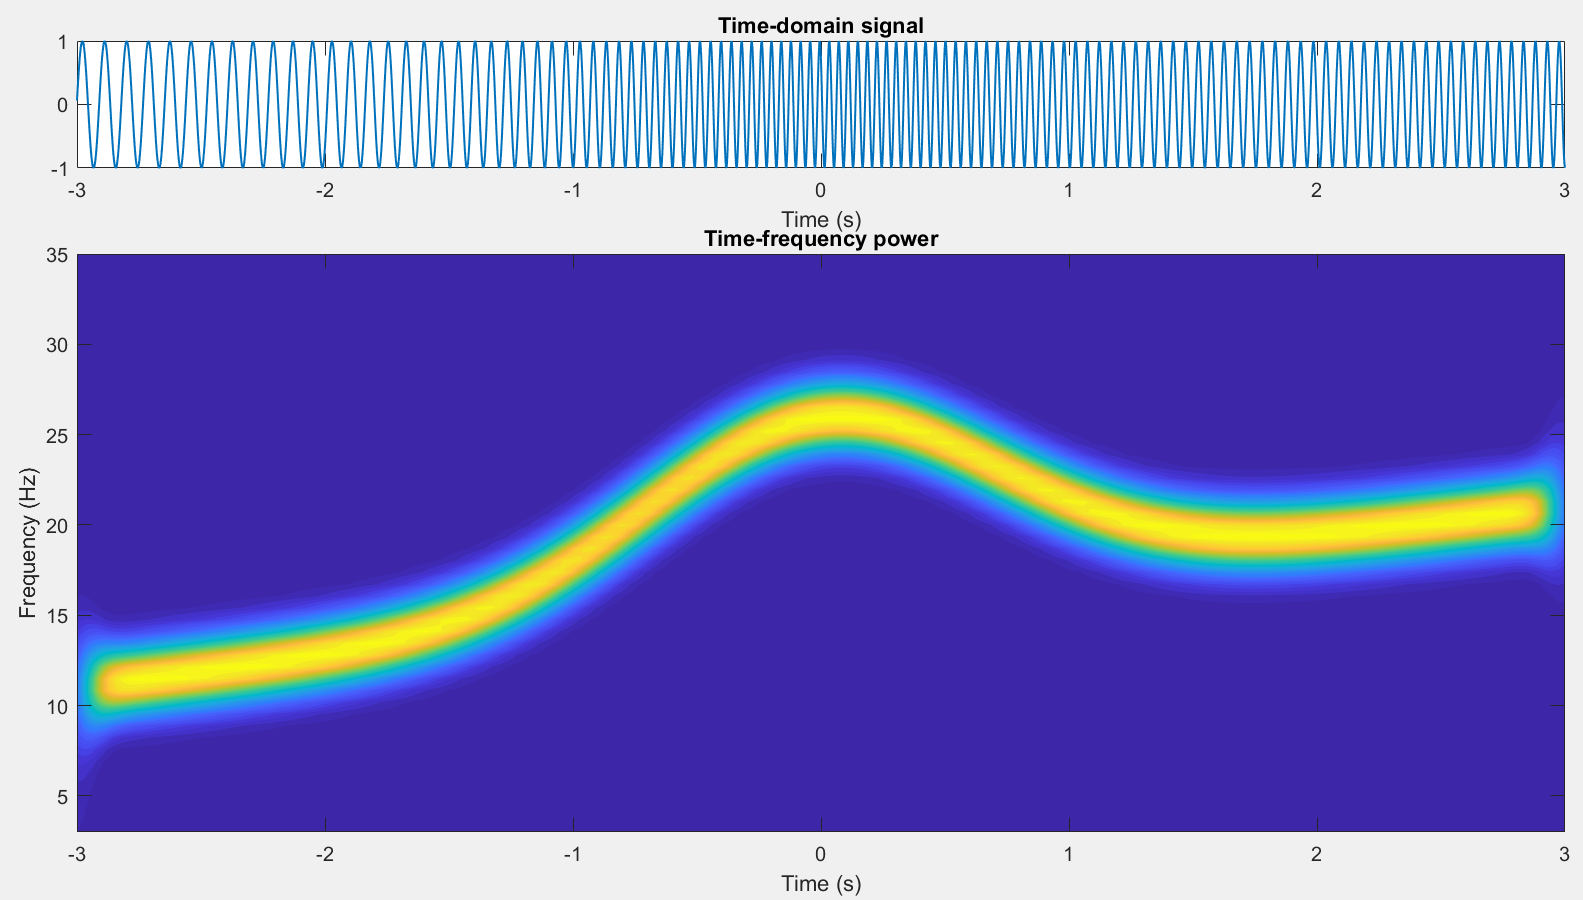 Time-domain signal
1
0
-1
-3 -2 -1 0 1 2 3
Time (s)
Time-frequency power
35
30
25
20
15
10
5
Frequency (Hz)
-3 -2 -1 0 1 2 3
Time (s)